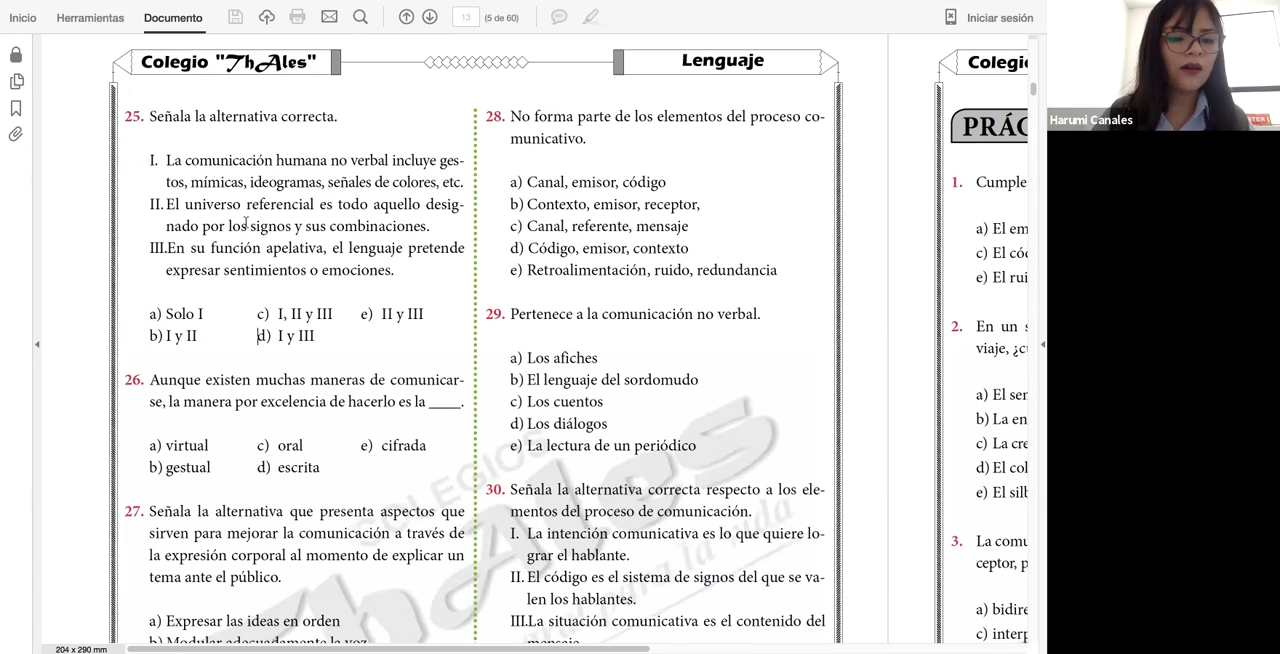 Inicio Herramientas Documento 13 (5 de 60) Iniciar sesión
Colegio "ThAles" Lenguaje
25. Señala la alternativa correcta.
I. La comunicación humana no verbal incluye ges-
tos, mímicas, ideogramas, señales de colores, etc.
II. El universo referencial es todo aquello desig-
nado por los signos y sus combinaciones.
III. En su función apelativa, el lenguaje pretende
expresar sentimientos o emociones.
a) Solo I c) I, II y III e) II y III
b) I y II d) I y III
26. Aunque existen muchas maneras de comunicar-
se, la manera por excelencia de hacerlo es la _____.
a) virtual c) oral e) cifrada
b) gestual d) escrita
27. Señala la alternativa que presenta aspectos que
sirven para mejorar la comunicación a través de
la expresión corporal al momento de explicar un
tema ante el público.
a) Expresar las ideas en orden
b) Modular adecuadamente la voz
28. No forma parte de los elementos del proceso co-
municativo.
a) Canal, emisor, código
b) Contexto, emisor, receptor,
c) Canal, referente, mensaje
d) Código, emisor, contexto
e) Retroalimentación, ruido, redundancia
29. Pertenece a la comunicación no verbal.
a) Los afiches
b) El lenguaje del sordomudo
c) Los cuentos
d) Los diálogos
e) La lectura de un periódico
30. Señala la alternativa correcta respecto a los ele-
mentos del proceso de comunicación.
I. La intención comunicativa es lo que quiere lo-
grar el hablante.
II. El código es el sistema de signos del que se va-
len los hablantes.
III. La situación comunicativa es el contenido del
mensaje.
COLEGIOS
ThAles
la vida
Colegi
PRÁC
1. Cumple
a) El em
c) El có
e) El rui
2. En un s
viaje, ¿c
a) El ser
b) La en
c) La cre
d) El col
e) El silb
3. La comu
ceptor, p
a) bidire
c) interp
204 x 290 mm
Harumi Canales